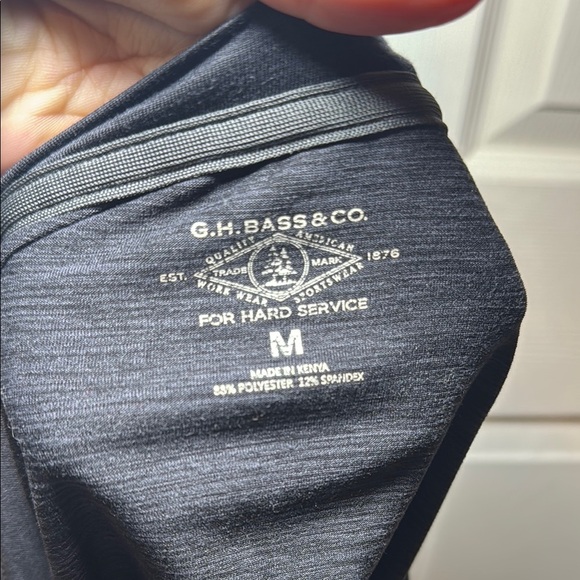 G.H. BASS & CO.
QUALITY AMERICAN
EST. TRADE MARK 1876
WORK WEAR SPORTSWEAR
FOR HARD SERVICE
M
MADE IN KENYA
88% POLYESTER 12% SPANDEX